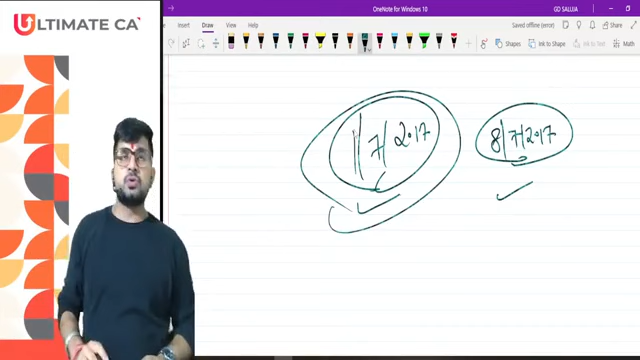 ULTIMATE CA
OneNote for Windows 10
GD SALUJA
Insert Draw View Help
Saved offline (error)
Share
Shapes Ink to Shape Ink to Text Math
1/7/2017 8/7/2017